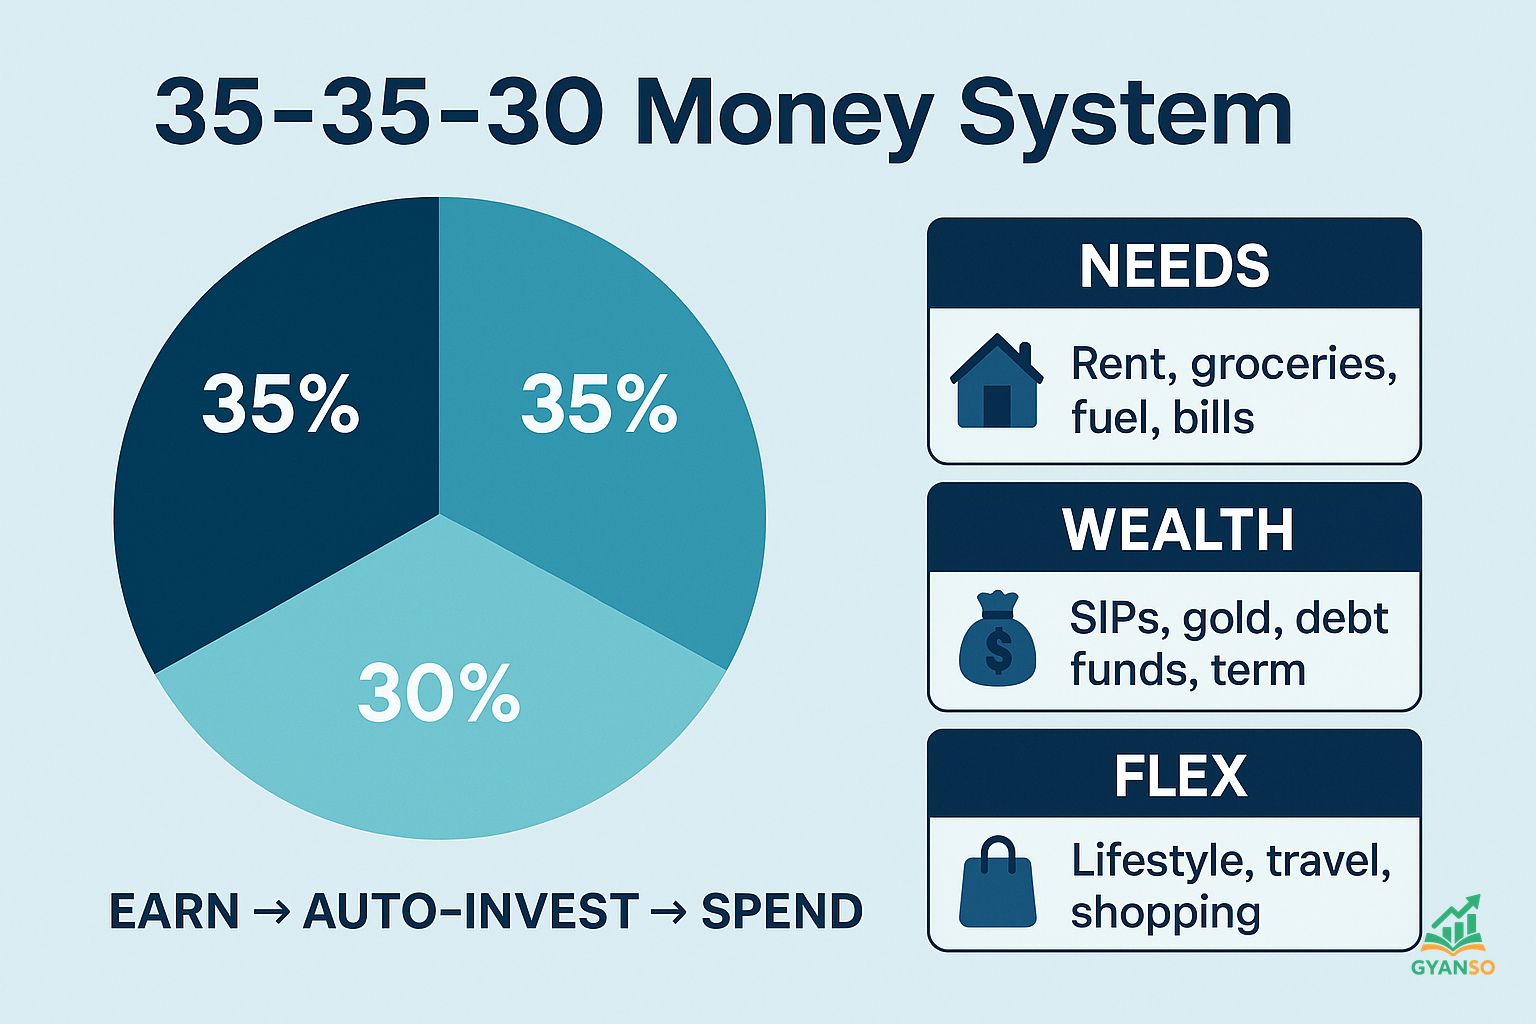 35–35–30 Money System
35%
35%
30%
EARN → AUTO–INVEST → SPEND
NEEDS
Rent, groceries,
fuel, bills
WEALTH
$
SIPs, gold, debt
funds, term
FLEX
Lifestyle, travel,
shopping
GYANSO